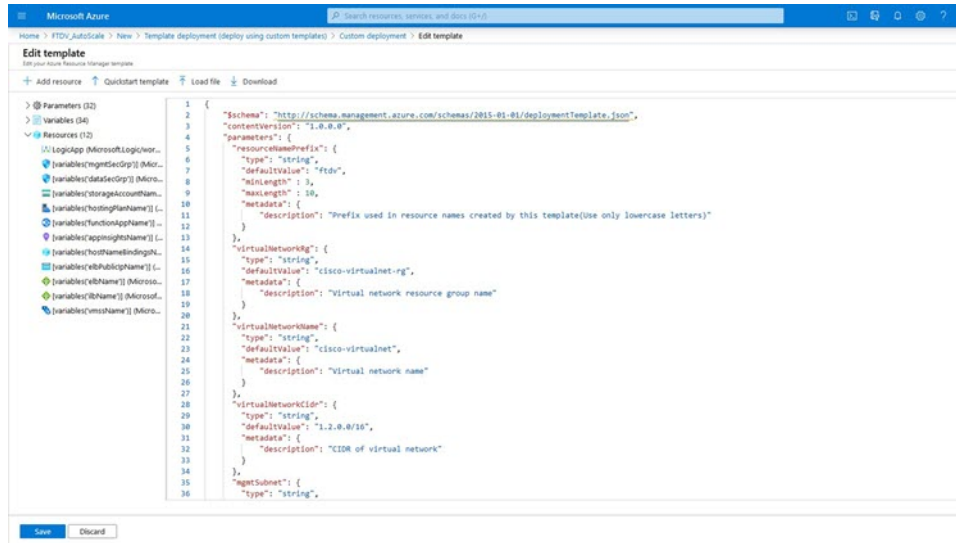 Microsoft Azure
Search resources, services, and docs (G+/)
Home > FTDV_AutoScale > New > Template deployment (deploy using custom templates) > Custom deployment > Edit template
Edit template
Edit your Azure Resource Manager template
Add resource Quickstart template Load file Download
Parameters (32)
Variables (34)
Resources (12)
LogicApp (Microsoft.Logic/wor...
[variables('mgmtSecGrp')] (Micr...
[variables('dataSecGrp')] (Micro...
[variables('storageAccountNam...
[variables('hostingPlanName')] (...
[variables('functionAppName')] ...
[variables('appInsightsName')] (...
[variables('hostNameBindingsN...
[variables('elbPublicIpName')] (...
[variables('elbName')] (Microso...
[variables('ilbName')] (Microsof...
[variables('vmssName')] (Micro...
1 {
2 "$schema": "http://schema.management.azure.com/schemas/2015-01-01/deploymentTemplate.json",
3 "contentVersion": "1.0.0.0",
4 "parameters": {
5 "resourceNamePrefix": {
6 "type": "string",
7 "defaultValue": "ftdv",
8 "minLength" : 3,
9 "maxLength" : 10,
10 "metadata": {
11 "description": "Prefix used in resource names created by this template(Use only lowercase letters)"
12 }
13 },
14 "virtualNetworkRg": {
15 "type": "string",
16 "defaultValue": "cisco-virtualnet-rg",
17 "metadata": {
18 "description": "Virtual network resource group name"
19 }
20 },
21 "virtualNetworkName": {
22 "type": "string",
23 "defaultValue": "cisco-virtualnet",
24 "metadata": {
25 "description": "Virtual network name"
26 }
27 },
28 "virtualNetworkCidr": {
29 "type": "string",
30 "defaultValue": "1.2.0.0/16",
31 "metadata": {
32 "description": "CIDR of virtual network"
33 }
34 },
35 "mgmtSubnet": {
36 "type": "string",
Save Discard